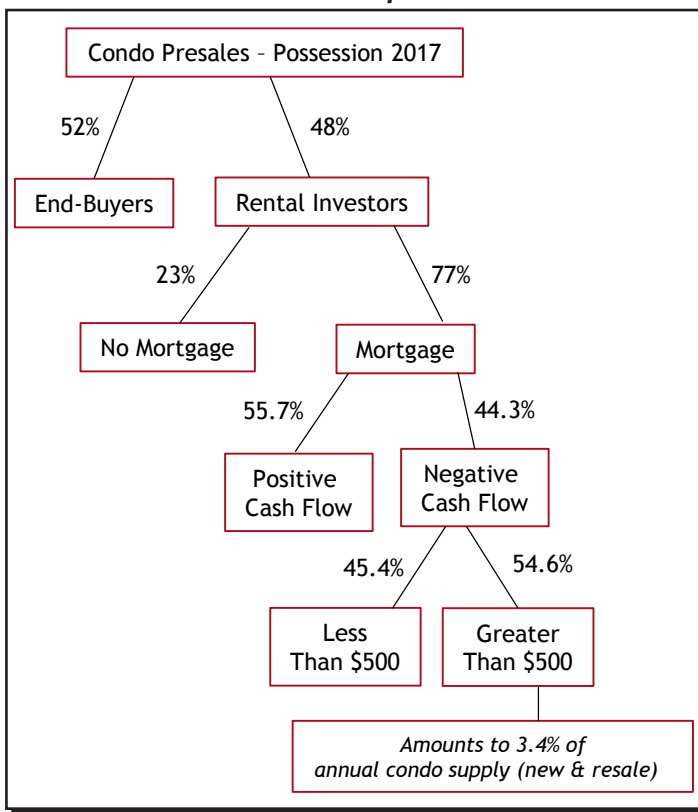 Condo Presales – Possession 2017
52%
48%
End-Buyers
Rental Investors
23%
77%
No Mortgage
Mortgage
55.7%
44.3%
Positive
Cash Flow
Negative
Cash Flow
45.4%
54.6%
Less
Than $500
Greater
Than $500
Amounts to 3.4% of
annual condo supply (new & resale)